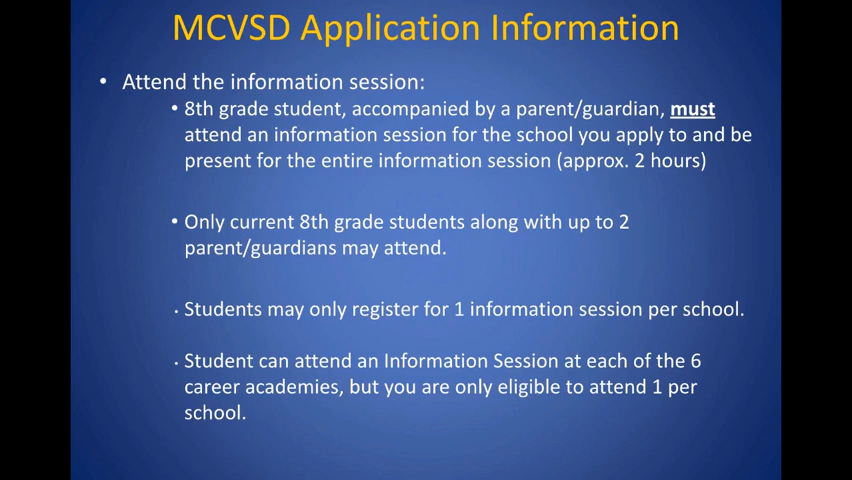 MCVSD Application Information
• Attend the information session:
• 8th grade student, accompanied by a parent/guardian, must
attend an information session for the school you apply to and be
present for the entire information session (approx. 2 hours)
• Only current 8th grade students along with up to 2
parent/guardians may attend.
• Students may only register for 1 information session per school.
• Student can attend an Information Session at each of the 6
career academies, but you are only eligible to attend 1 per
school.